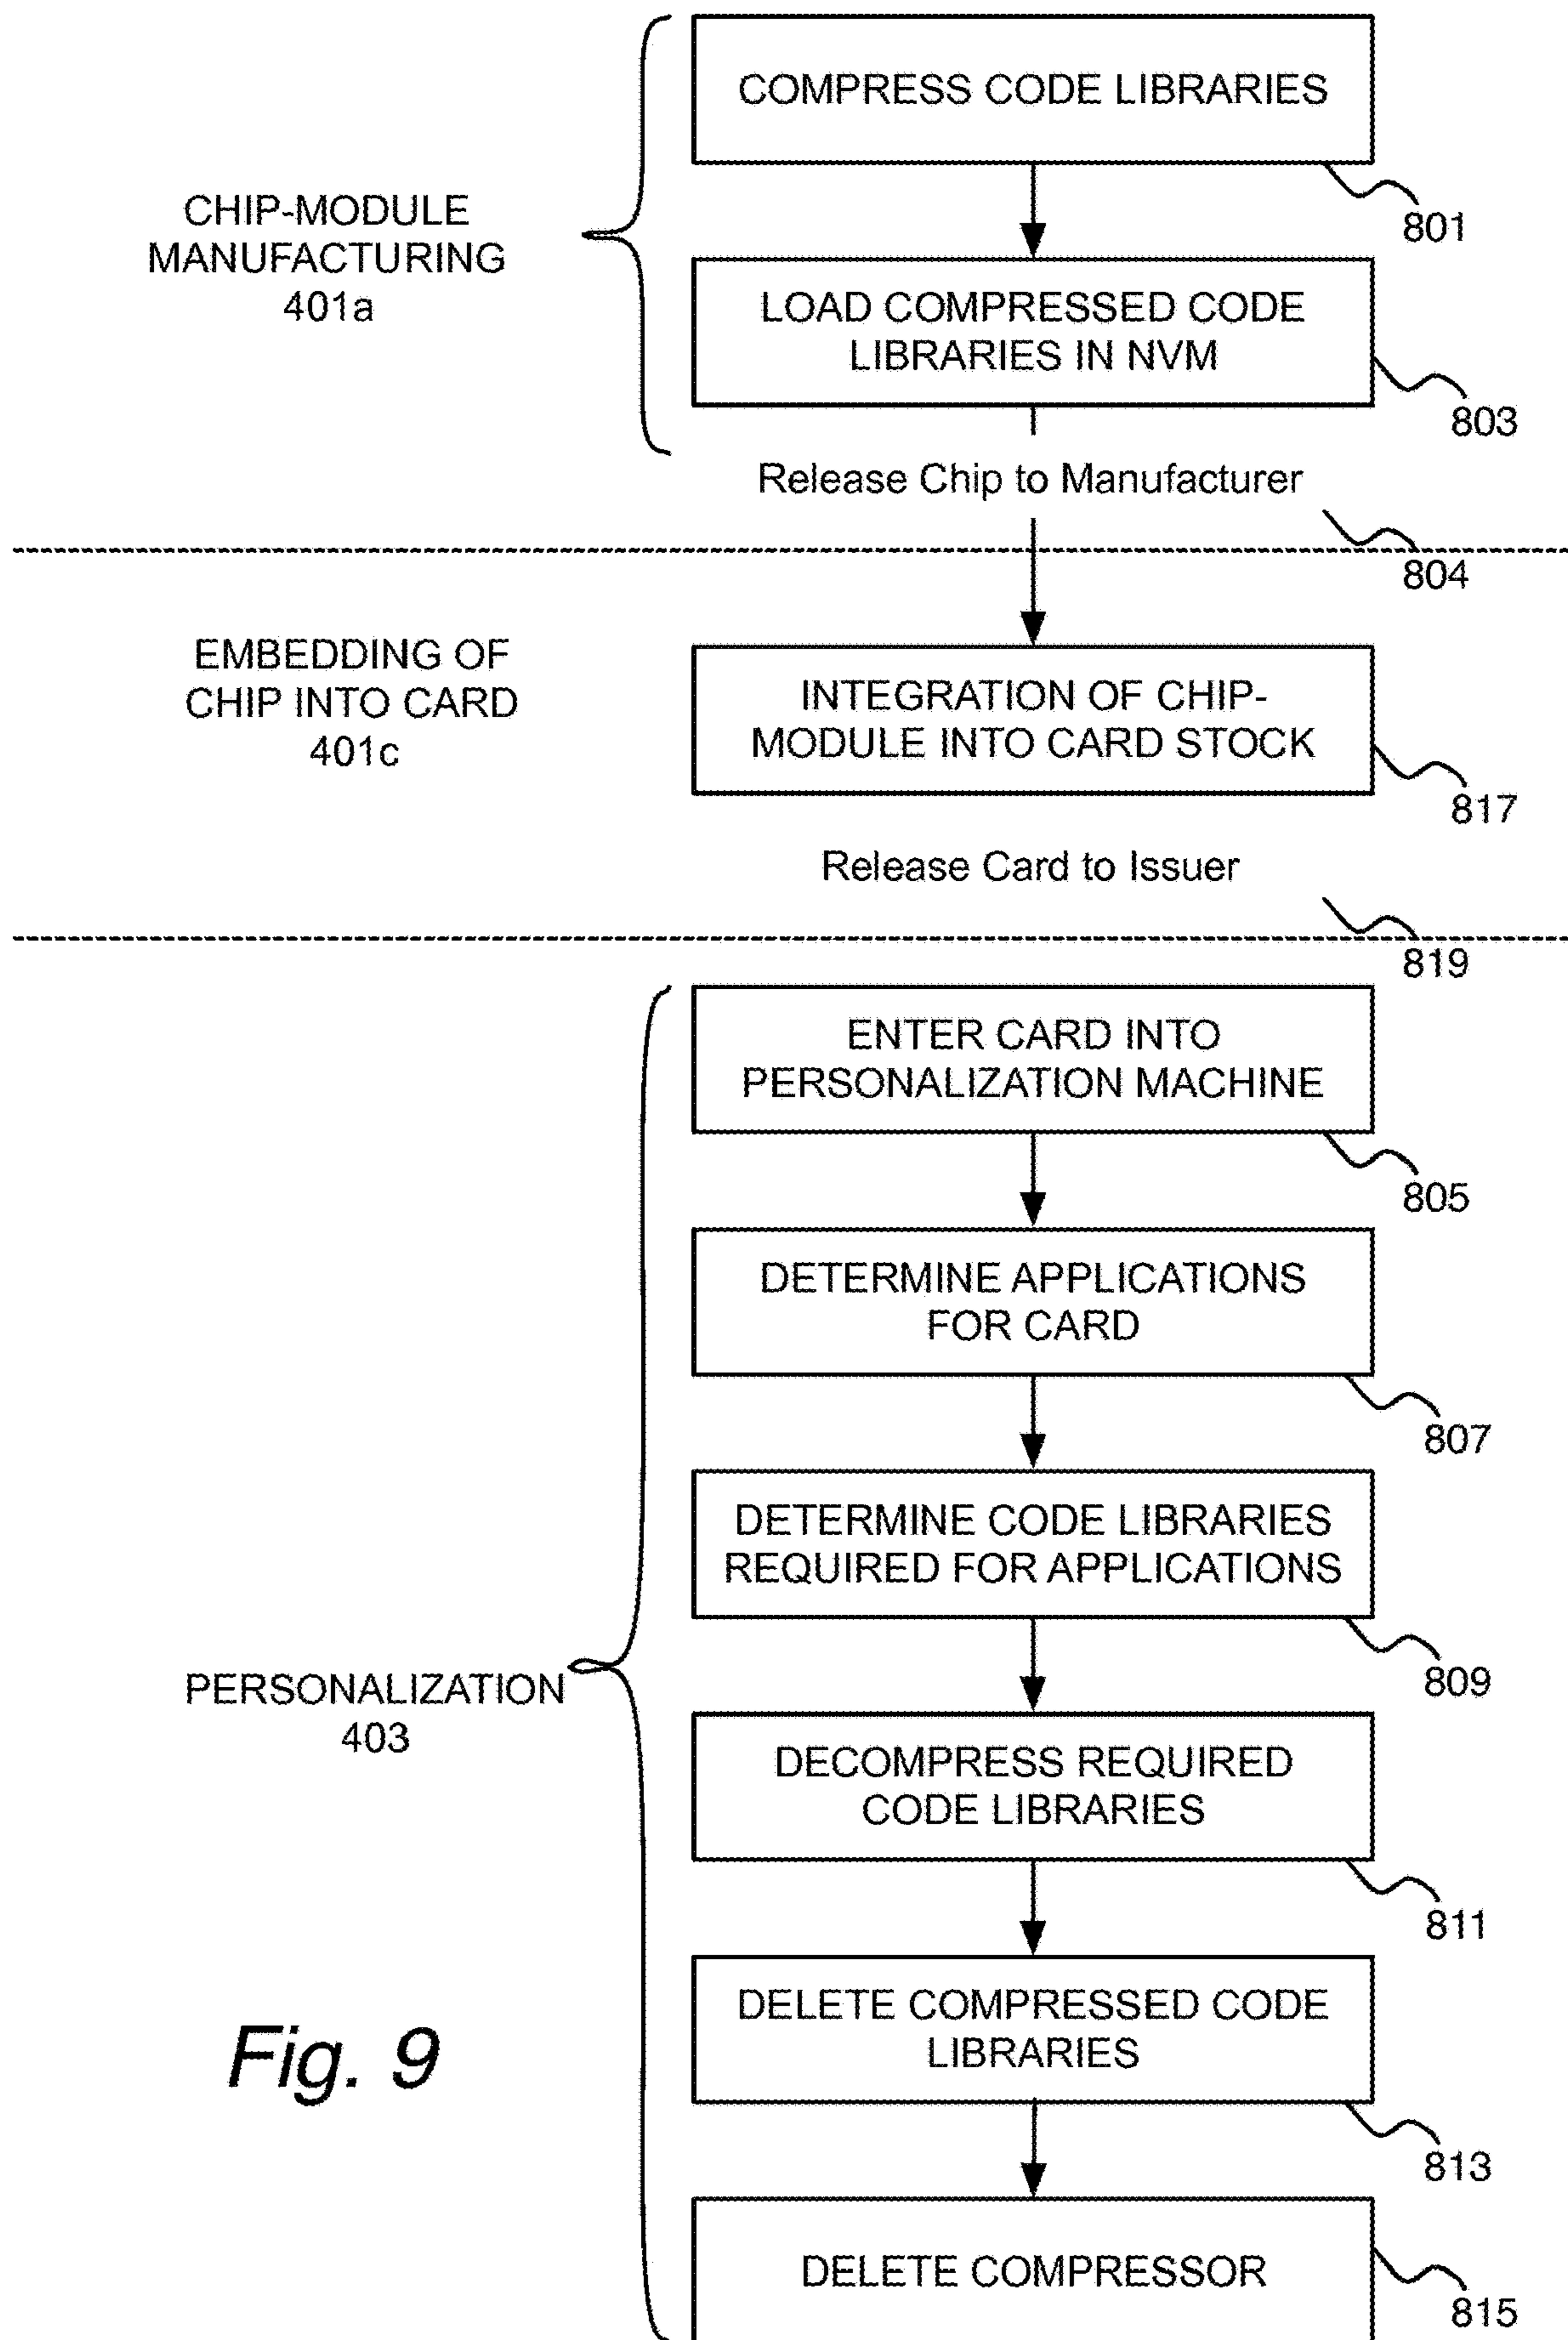 COMPRESS CODE LIBRARIES
801
CHIP-MODULE
MANUFACTURING
401a
LOAD COMPRESSED CODE
LIBRARIES IN NVM
803
Release Chip to Manufacturer
804
EMBEDDING OF
CHIP INTO CARD
401c
INTEGRATION OF CHIP-
MODULE INTO CARD STOCK
817
Release Card to Issuer
819
ENTER CARD INTO
PERSONALIZATION MACHINE
805
DETERMINE APPLICATIONS
FOR CARD
807
DETERMINE CODE LIBRARIES
REQUIRED FOR APPLICATIONS
809
PERSONALIZATION
403
DECOMPRESS REQUIRED
CODE LIBRARIES
811
DELETE COMPRESSED CODE
LIBRARIES
813
Fig. 9
DELETE COMPRESSOR
815